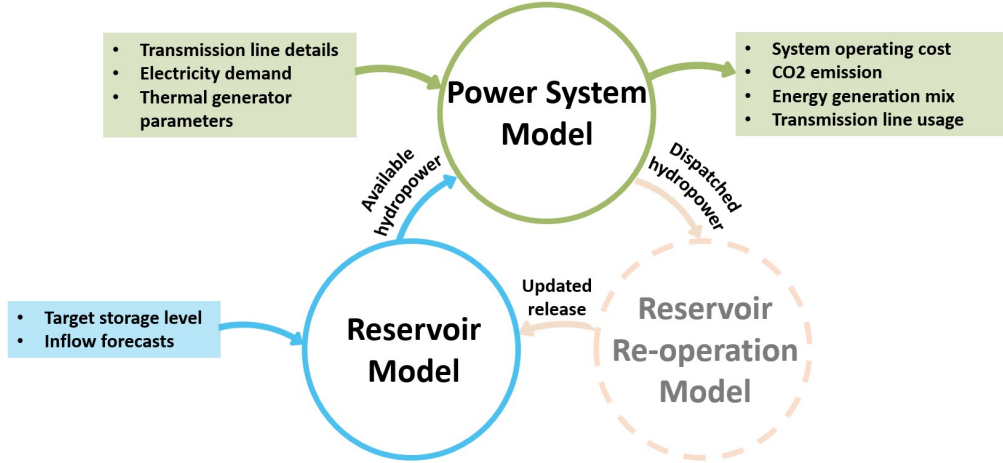 • Transmission line details
• Electricity demand
• Thermal generator
parameters
Power System
Model
• System operating cost
• CO2 emission
• Energy generation mix
• Transmission line usage
Available
hydropower
Dispatched
hydropower
• Target storage level
• Inflow forecasts
Reservoir
Model
Updated
release
Reservoir
Re-operation
Model